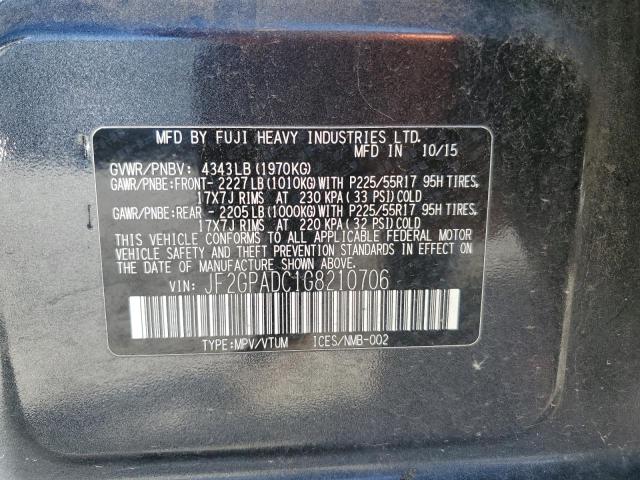 MFD BY FUJI HEAVY INDUSTRIES LTD.
MFD IN 10/15
GVWR/PNBV: 4343LB(1970KG)
GAWR/PNBE:FRONT- 2227LB(1010KG)WITH P225/55R17 95H TIRES,
17X7J RIMS AT 230 KPA(33 PSI)COLD
GAWR/PNBE:REAR - 2205LB(1000KG)WITH P225/55R17 95H TIRES,
17X7J RIMS AT 220 KPA(32 PSI)COLD
THIS VEHICLE CONFORMS TO ALL APPLICABLE FEDERAL MOTOR
VEHICLE SAFETY BUMPER, AND THEFT PREVENTION STANDARDS IN EFFECT
ON THE DATE OF MANUFACTURE SHOWN ABOVE.
VIN: JF2GPADC1G8210706
TYPE:MPV/VTUM ICES/NMB-002